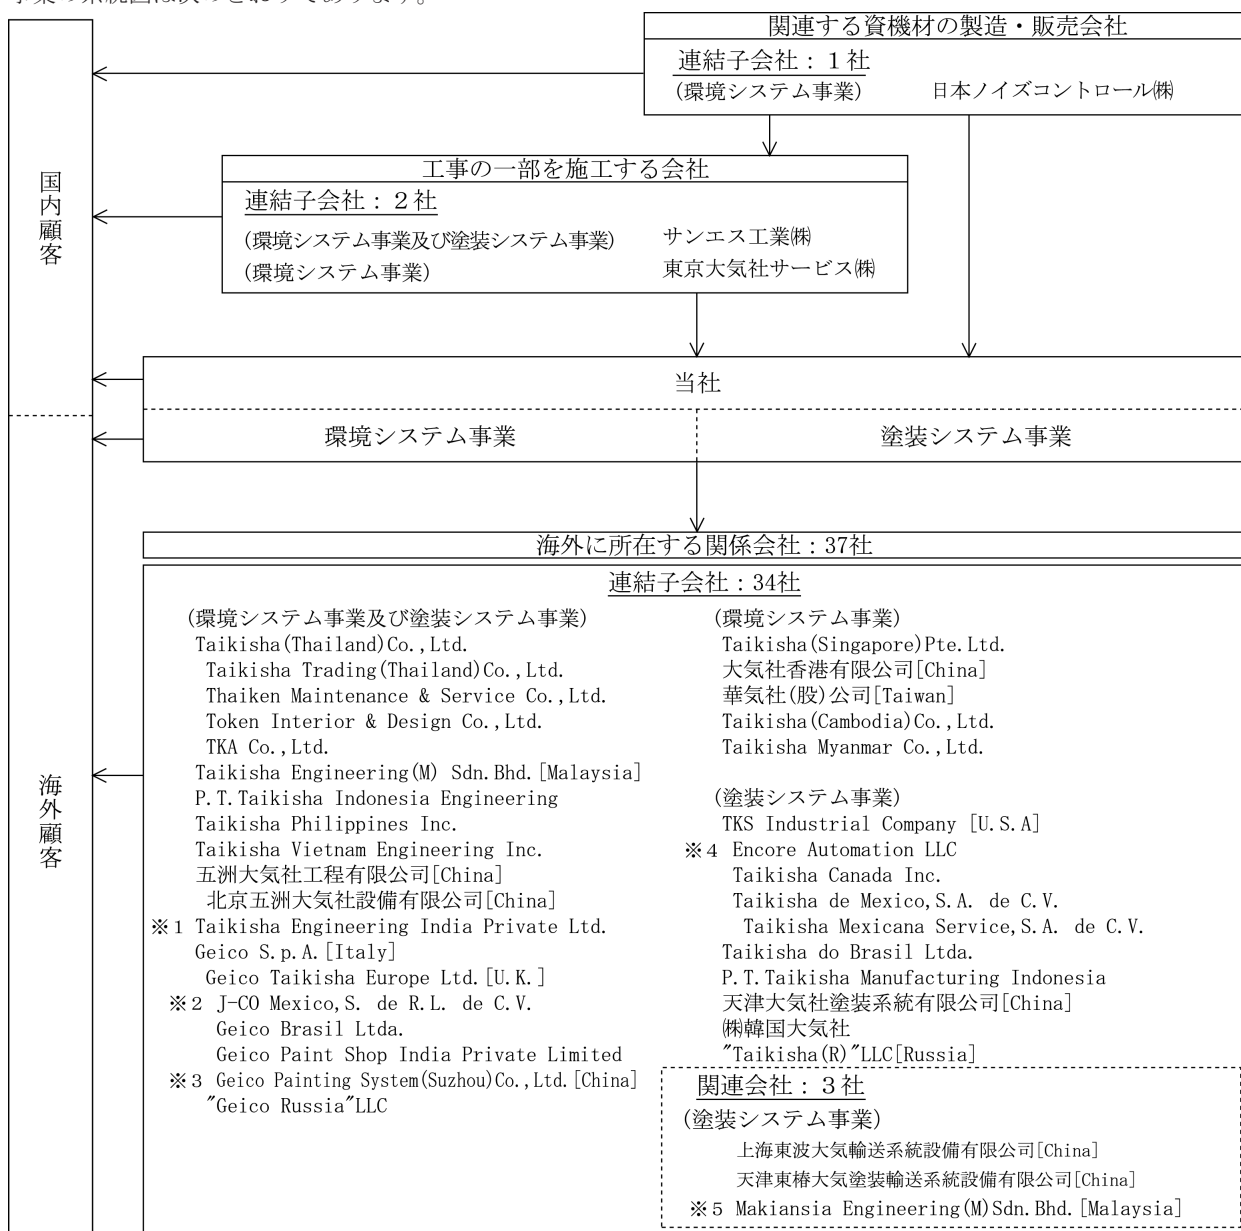 事業の系統図は次のとおりであります。
関連する資機材の製造・販売会社
連結子会社：１社
(環境システム事業) 日本ノイズコントロール㈱
工事の一部を施工する会社
連結子会社：２社
(環境システム事業及び塗装システム事業) サンエス工業㈱
(環境システム事業) 東京大気社サービス㈱
国内顧客
当社
環境システム事業 塗装システム事業
海外に所在する関係会社：37社
連結子会社：34社
海外顧客
(環境システム事業及び塗装システム事業)
Taikisha(Thailand)Co.,Ltd.
Taikisha Trading(Thailand)Co.,Ltd.
Thaiken Maintenance & Service Co.,Ltd.
Token Interior & Design Co.,Ltd.
TKA Co.,Ltd.
Taikisha Engineering(M) Sdn.Bhd.[Malaysia]
P.T.Taikisha Indonesia Engineering
Taikisha Philippines Inc.
Taikisha Vietnam Engineering Inc.
五洲大気社工程有限公司[China]
北京五洲大気社設備有限公司[China]
※１ Taikisha Engineering India Private Ltd.
Geico S.p.A.[Italy]
Geico Taikisha Europe Ltd.[U.K.]
※２ J-CO Mexico,S. de R.L. de C.V.
Geico Brasil Ltda.
Geico Paint Shop India Private Limited
※３ Geico Painting System(Suzhou)Co.,Ltd.[China]
"Geico Russia"LLC
(環境システム事業)
Taikisha(Singapore)Pte.Ltd.
大気社香港有限公司[China]
華気社(股)公司[Taiwan]
Taikisha(Cambodia)Co.,Ltd.
Taikisha Myanmar Co.,Ltd.
(塗装システム事業)
TKS Industrial Company [U.S.A]
※４ Encore Automation LLC
Taikisha Canada Inc.
Taikisha de Mexico,S.A. de C.V.
Taikisha Mexicana Service,S.A. de C.V.
Taikisha do Brasil Ltda.
P.T.Taikisha Manufacturing Indonesia
天津大気社塗装系統有限公司[China]
㈱韓国大気社
"Taikisha(R)"LLC[Russia]
関連会社：３社
(塗装システム事業)
上海東波大気輸送系統設備有限公司[China]
天津東椿大気塗装輸送系統設備有限公司[China]
※５ Makiansia Engineering(M)Sdn.Bhd.[Malaysia]